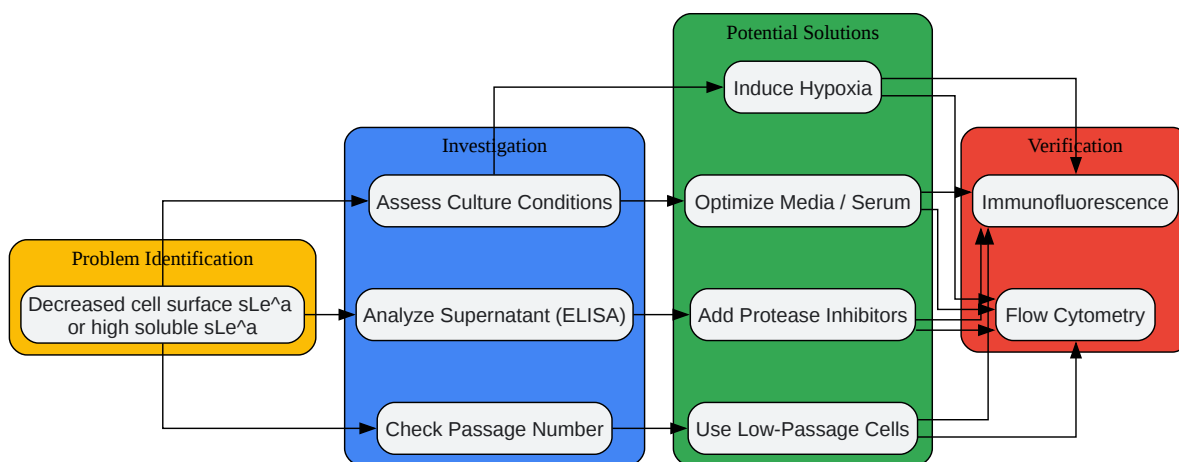 Problem Identification
Decreased cell surface sLe^a
or high soluble sLe^a
Investigation
Assess Culture Conditions
Analyze Supernatant (ELISA)
Check Passage Number
Potential Solutions
Induce Hypoxia
Optimize Media / Serum
Add Protease Inhibitors
Use Low-Passage Cells
Verification
Immunofluorescence
Flow Cytometry